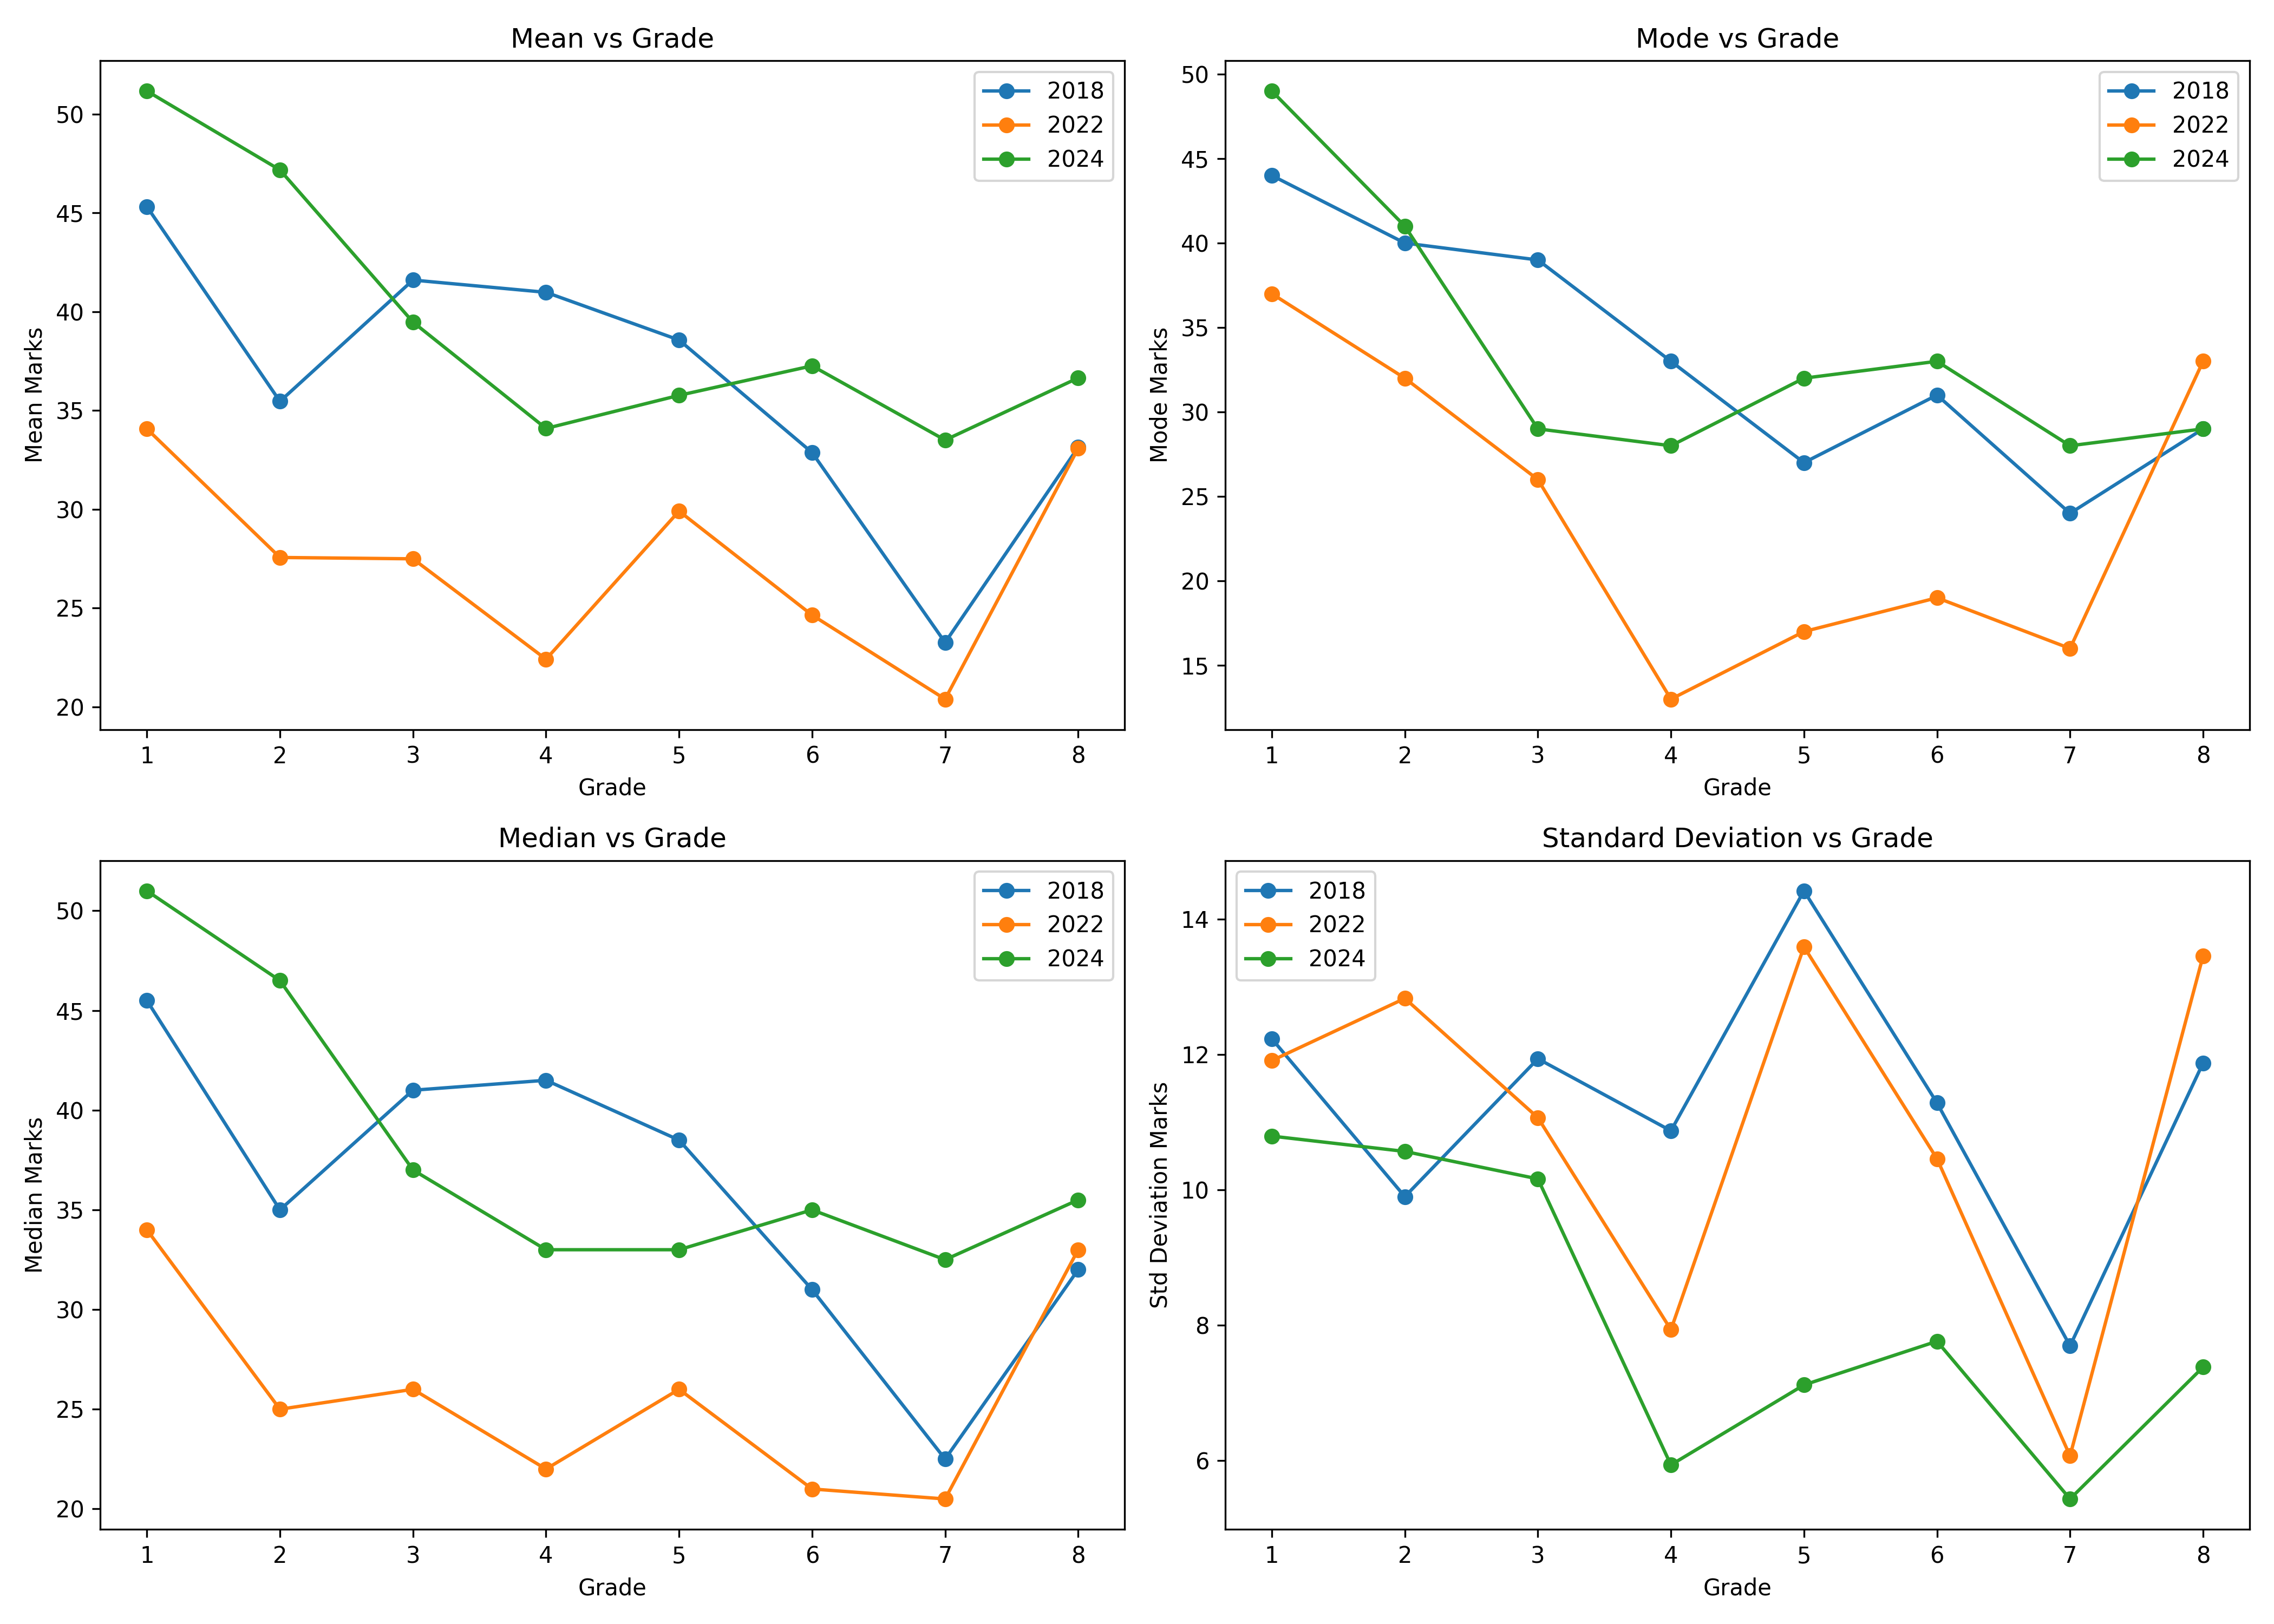 Mean vs Grade
50
45
40
35
30
25
20
Mean Marks
1 2 3 4 5 6 7 8
Grade
2018
2022
2024
Mode vs Grade
50
45
40
35
30
25
20
15
Mode Marks
1 2 3 4 5 6 7 8
Grade
2018
2022
2024
Median vs Grade
50
45
40
35
30
25
20
Median Marks
1 2 3 4 5 6 7 8
Grade
2018
2022
2024
Standard Deviation vs Grade
14
12
10
8
6
Std Deviation Marks
1 2 3 4 5 6 7 8
Grade
2018
2022
2024